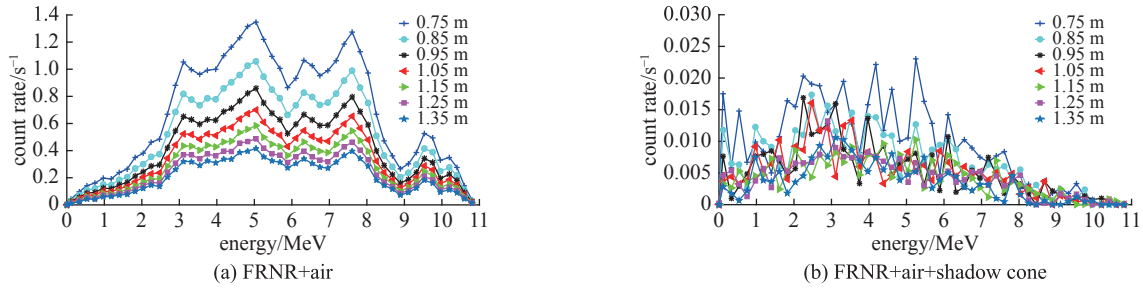 1.4
1.2
1.0
0.8
0.6
0.4
0.2
0
count rate/s⁻¹
0 1 2 3 4 5 6 7 8 9 10 11
energy/MeV
0.75 m
0.85 m
0.95 m
1.05 m
1.15 m
1.25 m
1.35 m
(a) FRNR+air
0.030
0.025
0.020
0.015
0.010
0.005
0
count rate/s⁻¹
0 1 2 3 4 5 6 7 8 9 10 11
energy/MeV
0.75 m
0.85 m
0.95 m
1.05 m
1.15 m
1.25 m
1.35 m
(b) FRNR+air+shadow cone